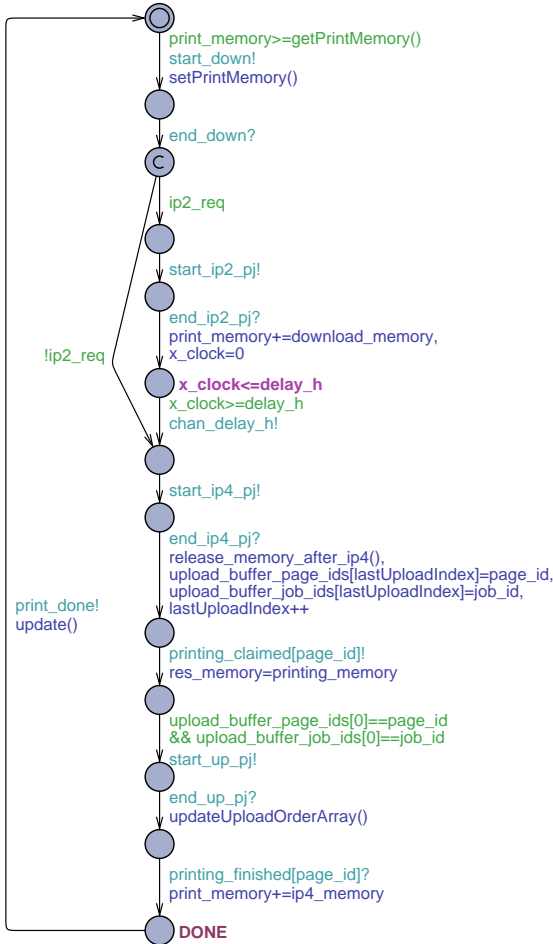 print_memory>=getPrintMemory()
start_down!
setPrintMemory()
end_down?
C
ip2_req
start_ip2_pj!
end_ip2_pj?
print_memory+=download_memory,
x_clock=0
!ip2_req
x_clock<=delay_h
x_clock>=delay_h
chan_delay_h!
start_ip4_pj!
end_ip4_pj?
release_memory_after_ip4(),
upload_buffer_page_ids[lastUploadIndex]=page_id,
upload_buffer_job_ids[lastUploadIndex]=job_id,
lastUploadIndex++
print_done!
update()
printing_claimed[page_id]!
res_memory=printing_memory
upload_buffer_page_ids[0]==page_id
&& upload_buffer_job_ids[0]==job_id
start_up_pj!
end_up_pj?
updateUploadOrderArray()
printing_finished[page_id]?
print_memory+=ip4_memory
DONE